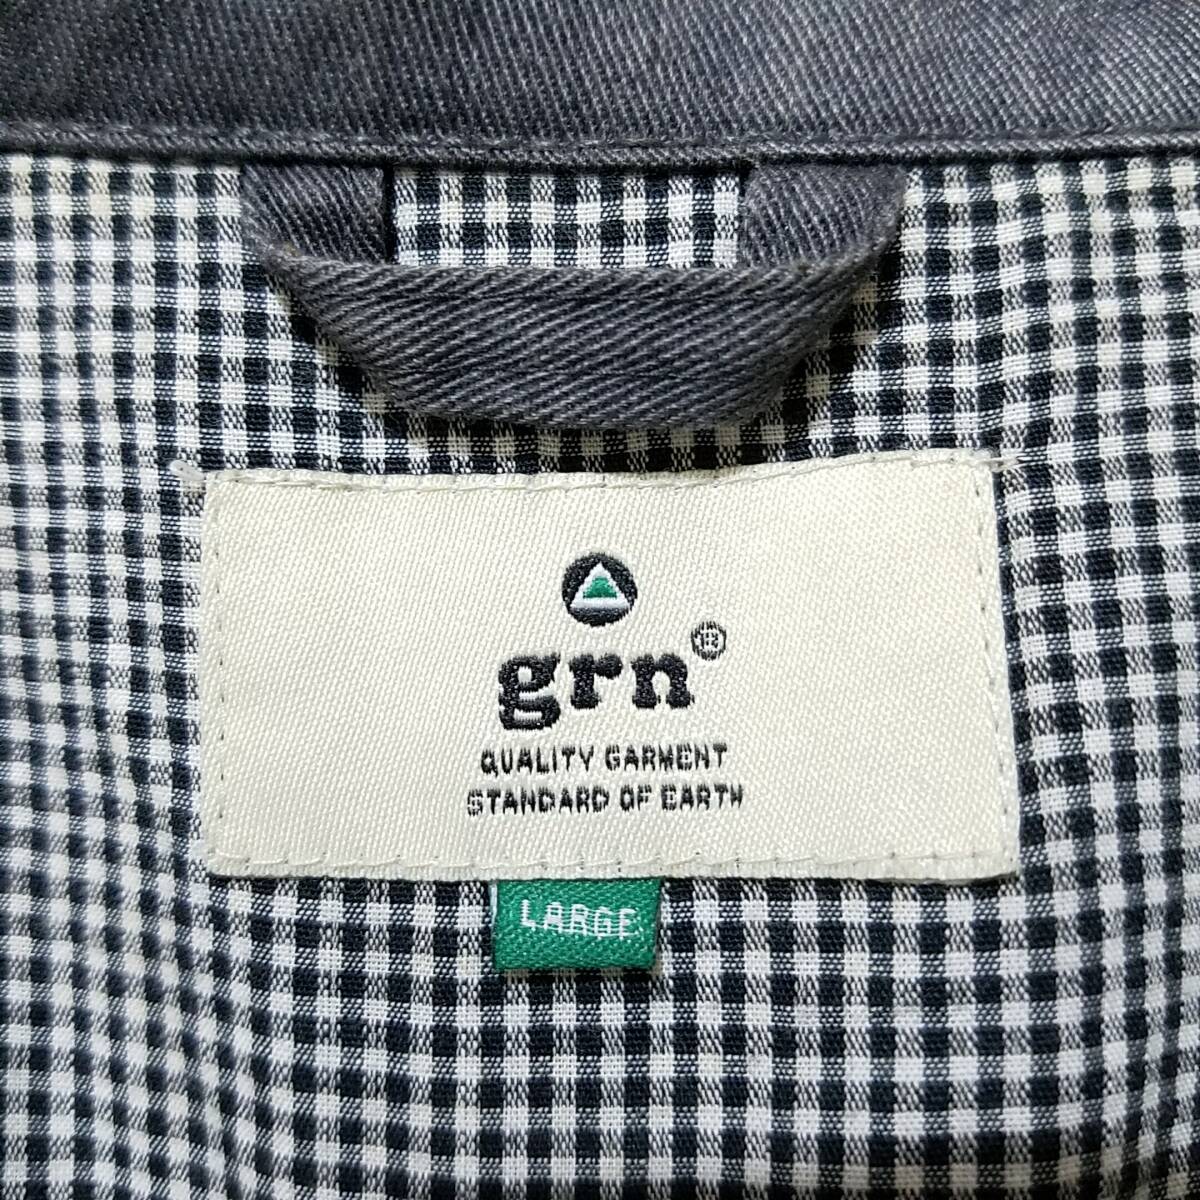 grn®
QUALITY GARMENT
STANDARD OF EARTH
LARGE